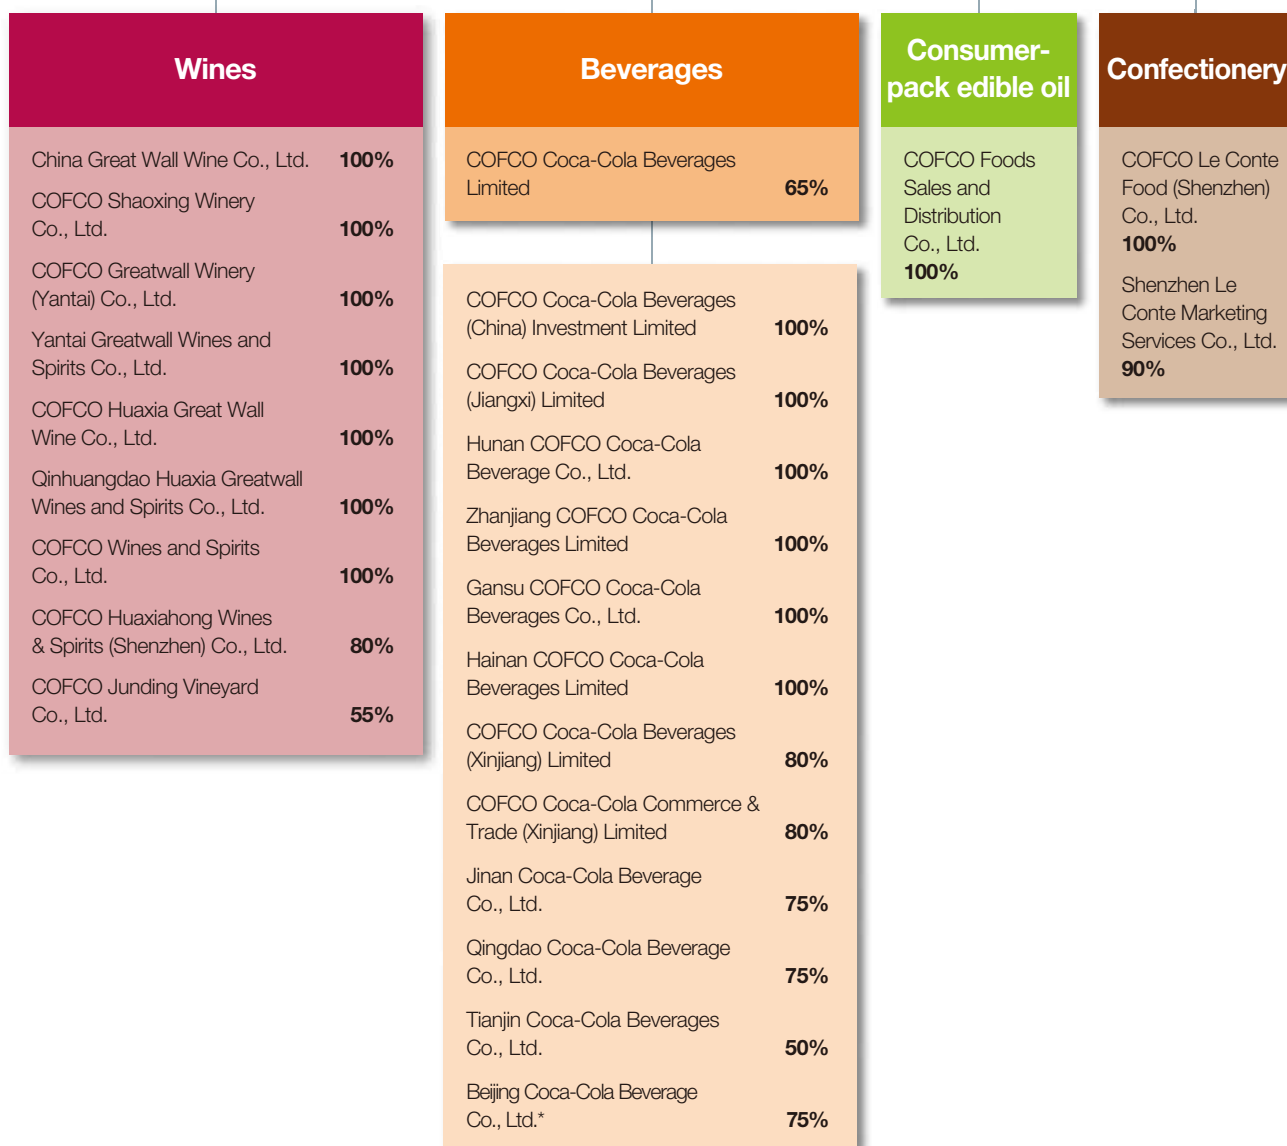 Wines
China Great Wall Wine Co., Ltd. 100%
COFCO Shaoxing Winery
Co., Ltd. 100%
COFCO Greatwall Winery
(Yantai) Co., Ltd. 100%
Yantai Greatwall Wines and
Spirits Co., Ltd. 100%
COFCO Huaxia Great Wall
Wine Co., Ltd. 100%
Qinhuangdao Huaxia Greatwall
Wines and Spirits Co., Ltd. 100%
COFCO Wines and Spirits
Co., Ltd. 100%
COFCO Huaxiahong Wines
& Spirits (Shenzhen) Co., Ltd. 80%
COFCO Junding Vineyard
Co., Ltd. 55%
Beverages
COFCO Coca-Cola Beverages
Limited 65%
COFCO Coca-Cola Beverages
(China) Investment Limited 100%
COFCO Coca-Cola Beverages
(Jiangxi) Limited 100%
Hunan COFCO Coca-Cola
Beverage Co., Ltd. 100%
Zhanjiang COFCO Coca-Cola
Beverages Limited 100%
Gansu COFCO Coca-Cola
Beverages Co., Ltd. 100%
Hainan COFCO Coca-Cola
Beverages Limited 100%
COFCO Coca-Cola Beverages
(Xinjiang) Limited 80%
COFCO Coca-Cola Commerce &
Trade (Xinjiang) Limited 80%
Jinan Coca-Cola Beverage
Co., Ltd. 75%
Qingdao Coca-Cola Beverage
Co., Ltd. 75%
Tianjin Coca-Cola Beverages
Co., Ltd. 50%
Beijing Coca-Cola Beverage
Co., Ltd.* 75%
Consumer-
pack edible oil
COFCO Foods
Sales and
Distribution
Co., Ltd.
100%
Confectionery
COFCO Le Conte
Food (Shenzhen)
Co., Ltd.
100%
Shenzhen Le
Conte Marketing
Services Co., Ltd.
90%